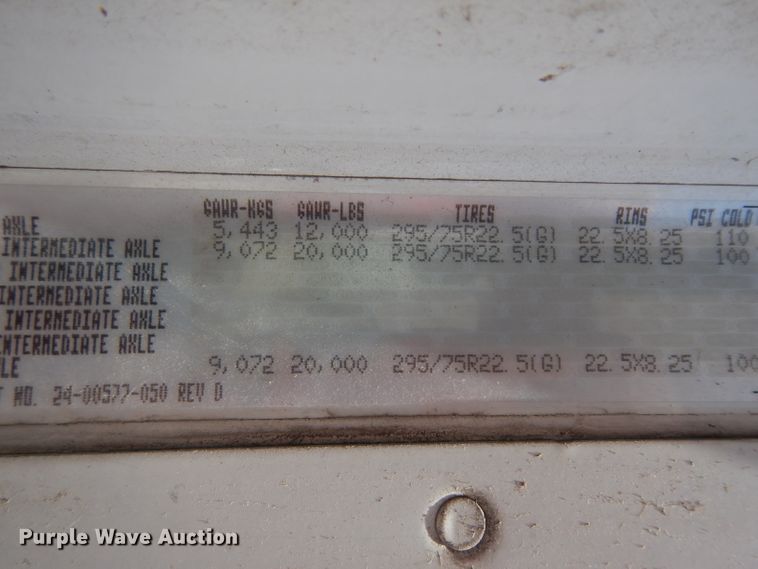 GAWR-KGS GAWR-LBS TIRES RIMS PSI COLD
AXLE 5,443 12,000 295/75R22.5(G) 22.5X8.25 110
INTERMEDIATE AXLE 9,072 20,000 295/75R22.5(G) 22.5X8.25 100
INTERMEDIATE AXLE
INTERMEDIATE AXLE
INTERMEDIATE AXLE
INTERMEDIATE AXLE
LE 9,072 20,000 295/75R22.5(G) 22.5X8.25 100
T NO. 24-00577-050 REV D
Purple Wave Auction